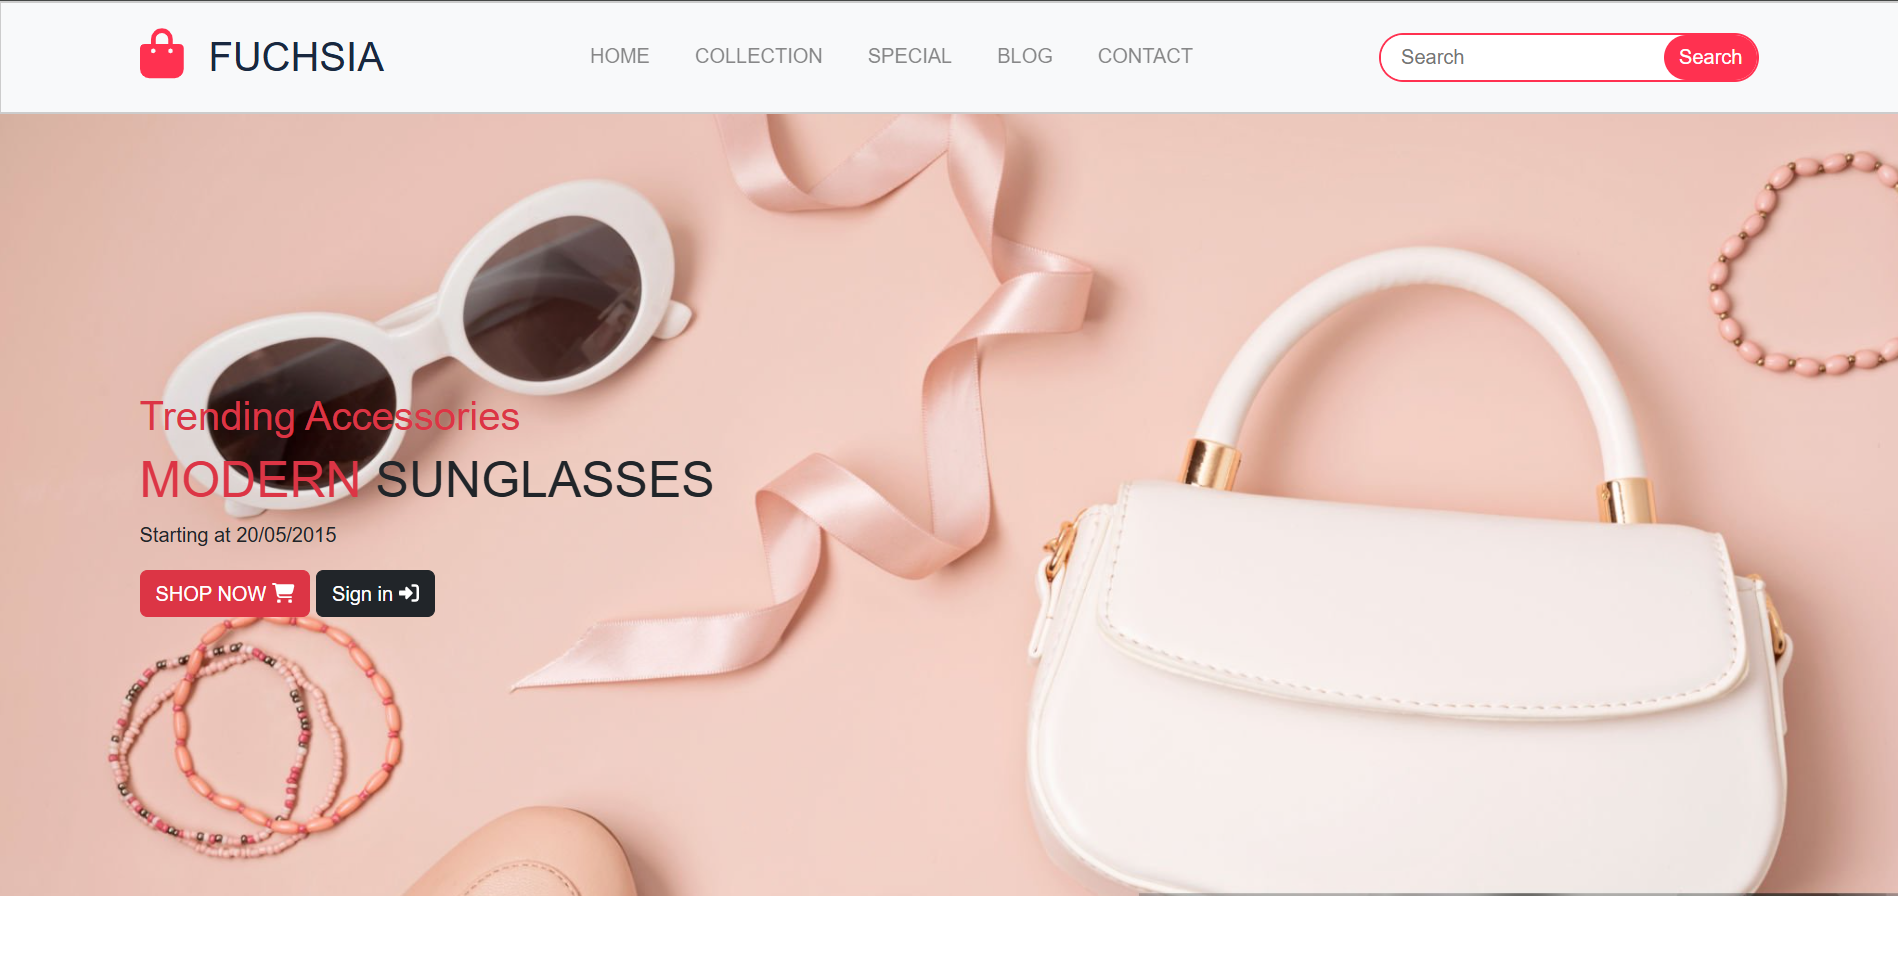 FUCHSIA
HOME COLLECTION SPECIAL BLOG CONTACT
Search Search
Trending Accessories
MODERN SUNGLASSES
Starting at 20/05/2015
SHOP NOW Sign in